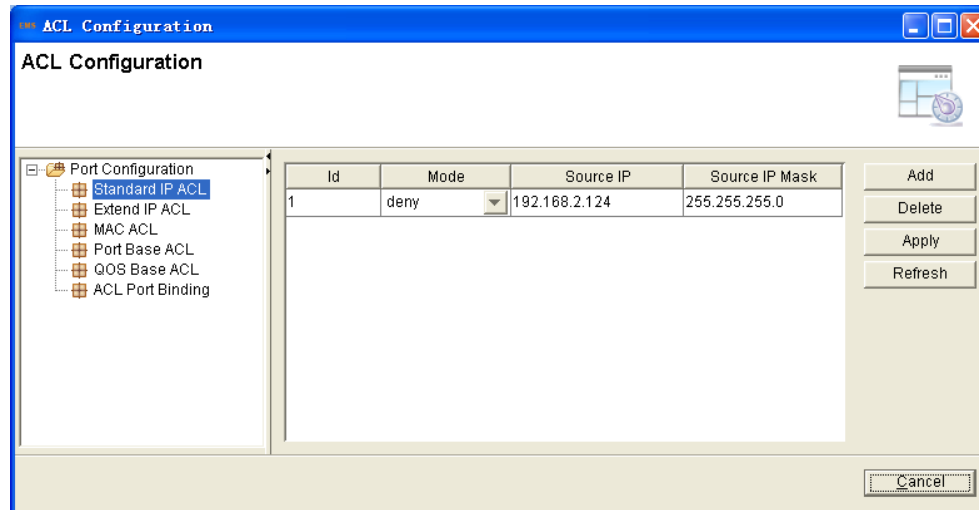 EMS ACL Configuration
ACL Configuration
Port Configuration
Standard IP ACL
Extend IP ACL
MAC ACL
Port Base ACL
QOS Base ACL
ACL Port Binding
Id Mode Source IP Source IP Mask
1 deny 192.168.2.124 255.255.255.0
Add
Delete
Apply
Refresh
Cancel